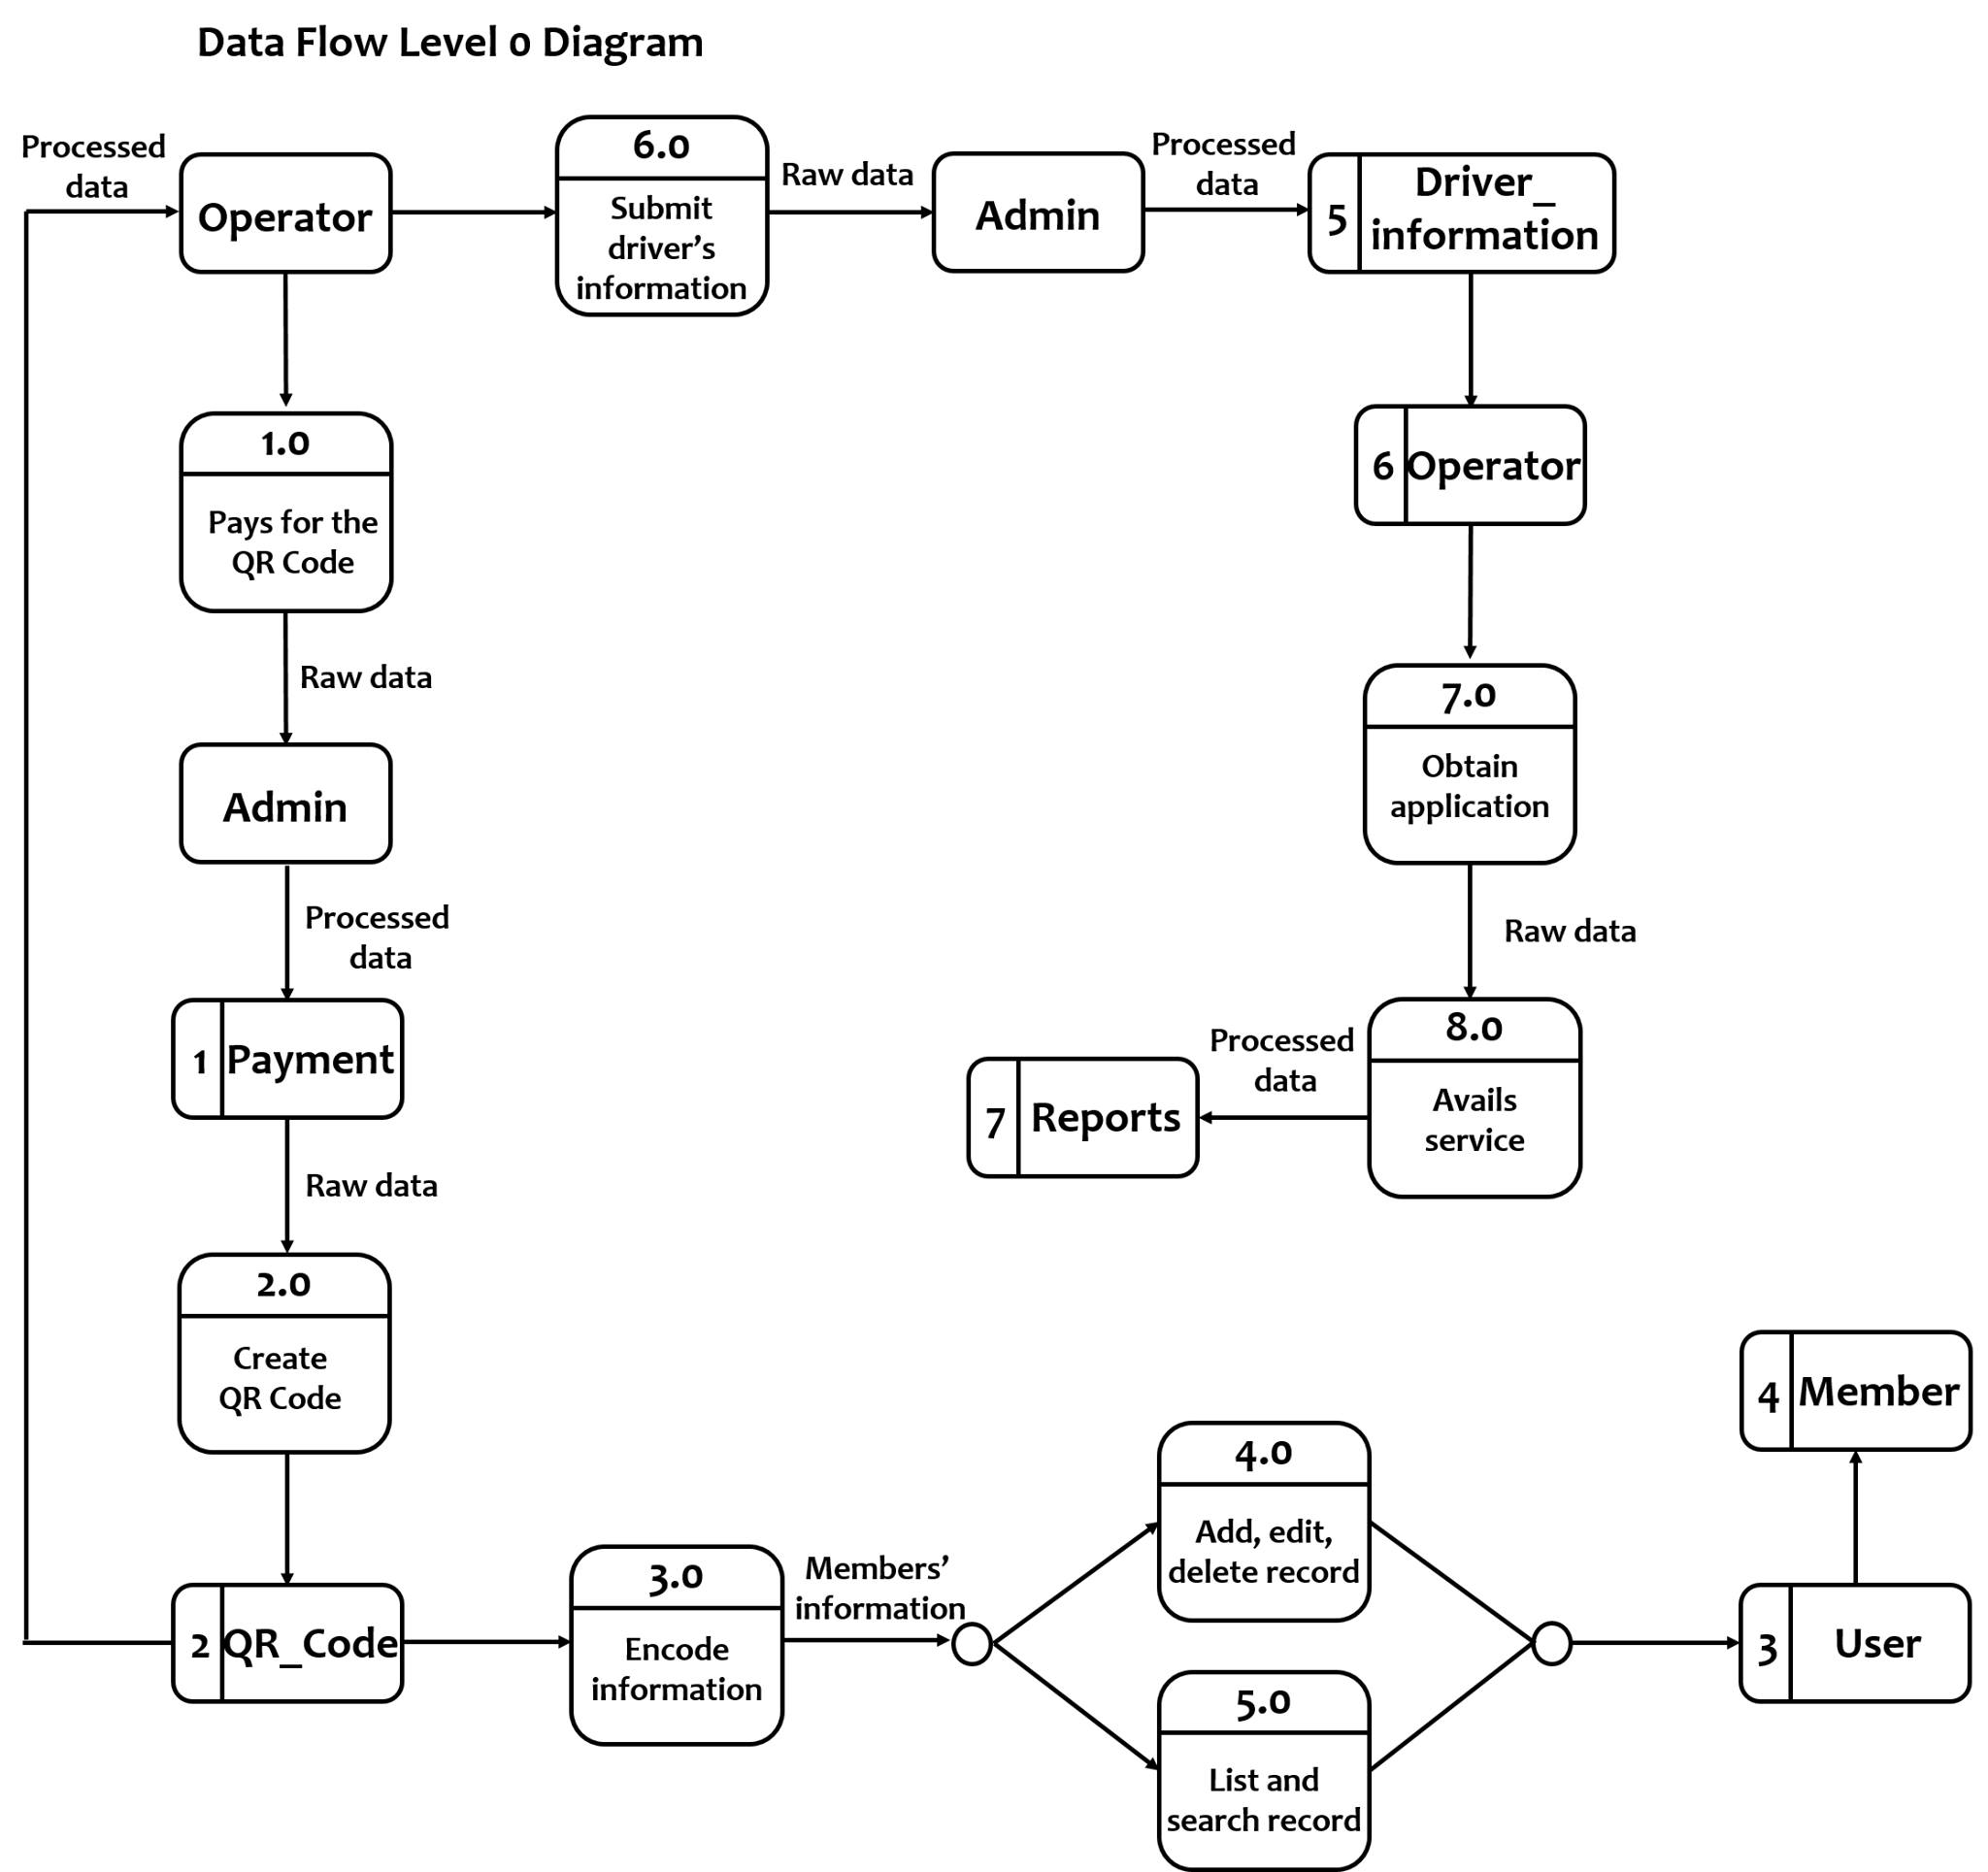 Data Flow Level 0 Diagram
Processed
data
Operator
6.0
Submit
driver's
information
Raw data
Admin
Processed
data
5
Driver_
information
1.0
Pays for the
QR Code
6
Operator
Raw data
7.0
Obtain
application
Admin
Processed
data
Raw data
1
Payment
8.0
Avails
service
Processed
data
7
Reports
Raw data
2.0
Create
QR Code
4
Member
4.0
Add, edit,
delete record
2
QR_Code
3.0
Encode
information
Members'
information
3
User
5.0
List and
search record